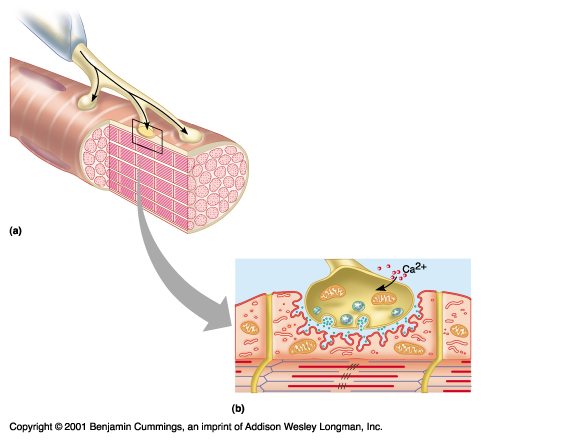 (a)
Ca2+
(b)
Copyright © 2001 Benjamin Cummings, an imprint of Addison Wesley Longman, Inc.